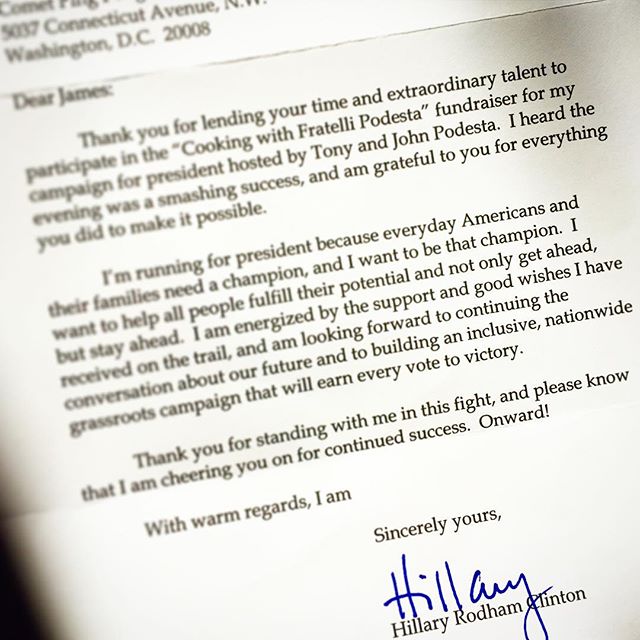 Comet Ping
5037 Connecticut Avenue, N.W.
Washington, D.C. 20008
Dear James:
Thank you for lending your time and extraordinary talent to
participate in the "Cooking with Fratelli Podesta" fundraiser for my
campaign for president hosted by Tony and John Podesta. I heard the
evening was a smashing success, and am grateful to you for everything
you did to make it possible.
I'm running for president because everyday Americans and
their families need a champion, and I want to be that champion. I
want to help all people fulfill their potential and not only get ahead,
but stay ahead. I am energized by the support and good wishes I have
received on the trail, and am looking forward to continuing the
conversation about our future and to building an inclusive, nationwide
grassroots campaign that will earn every vote to victory.
Thank you for standing with me in this fight, and please know
that I am cheering you on for continued success. Onward!
With warm regards, I am
Sincerely yours,
Hillary
Hillary Rodham Clinton